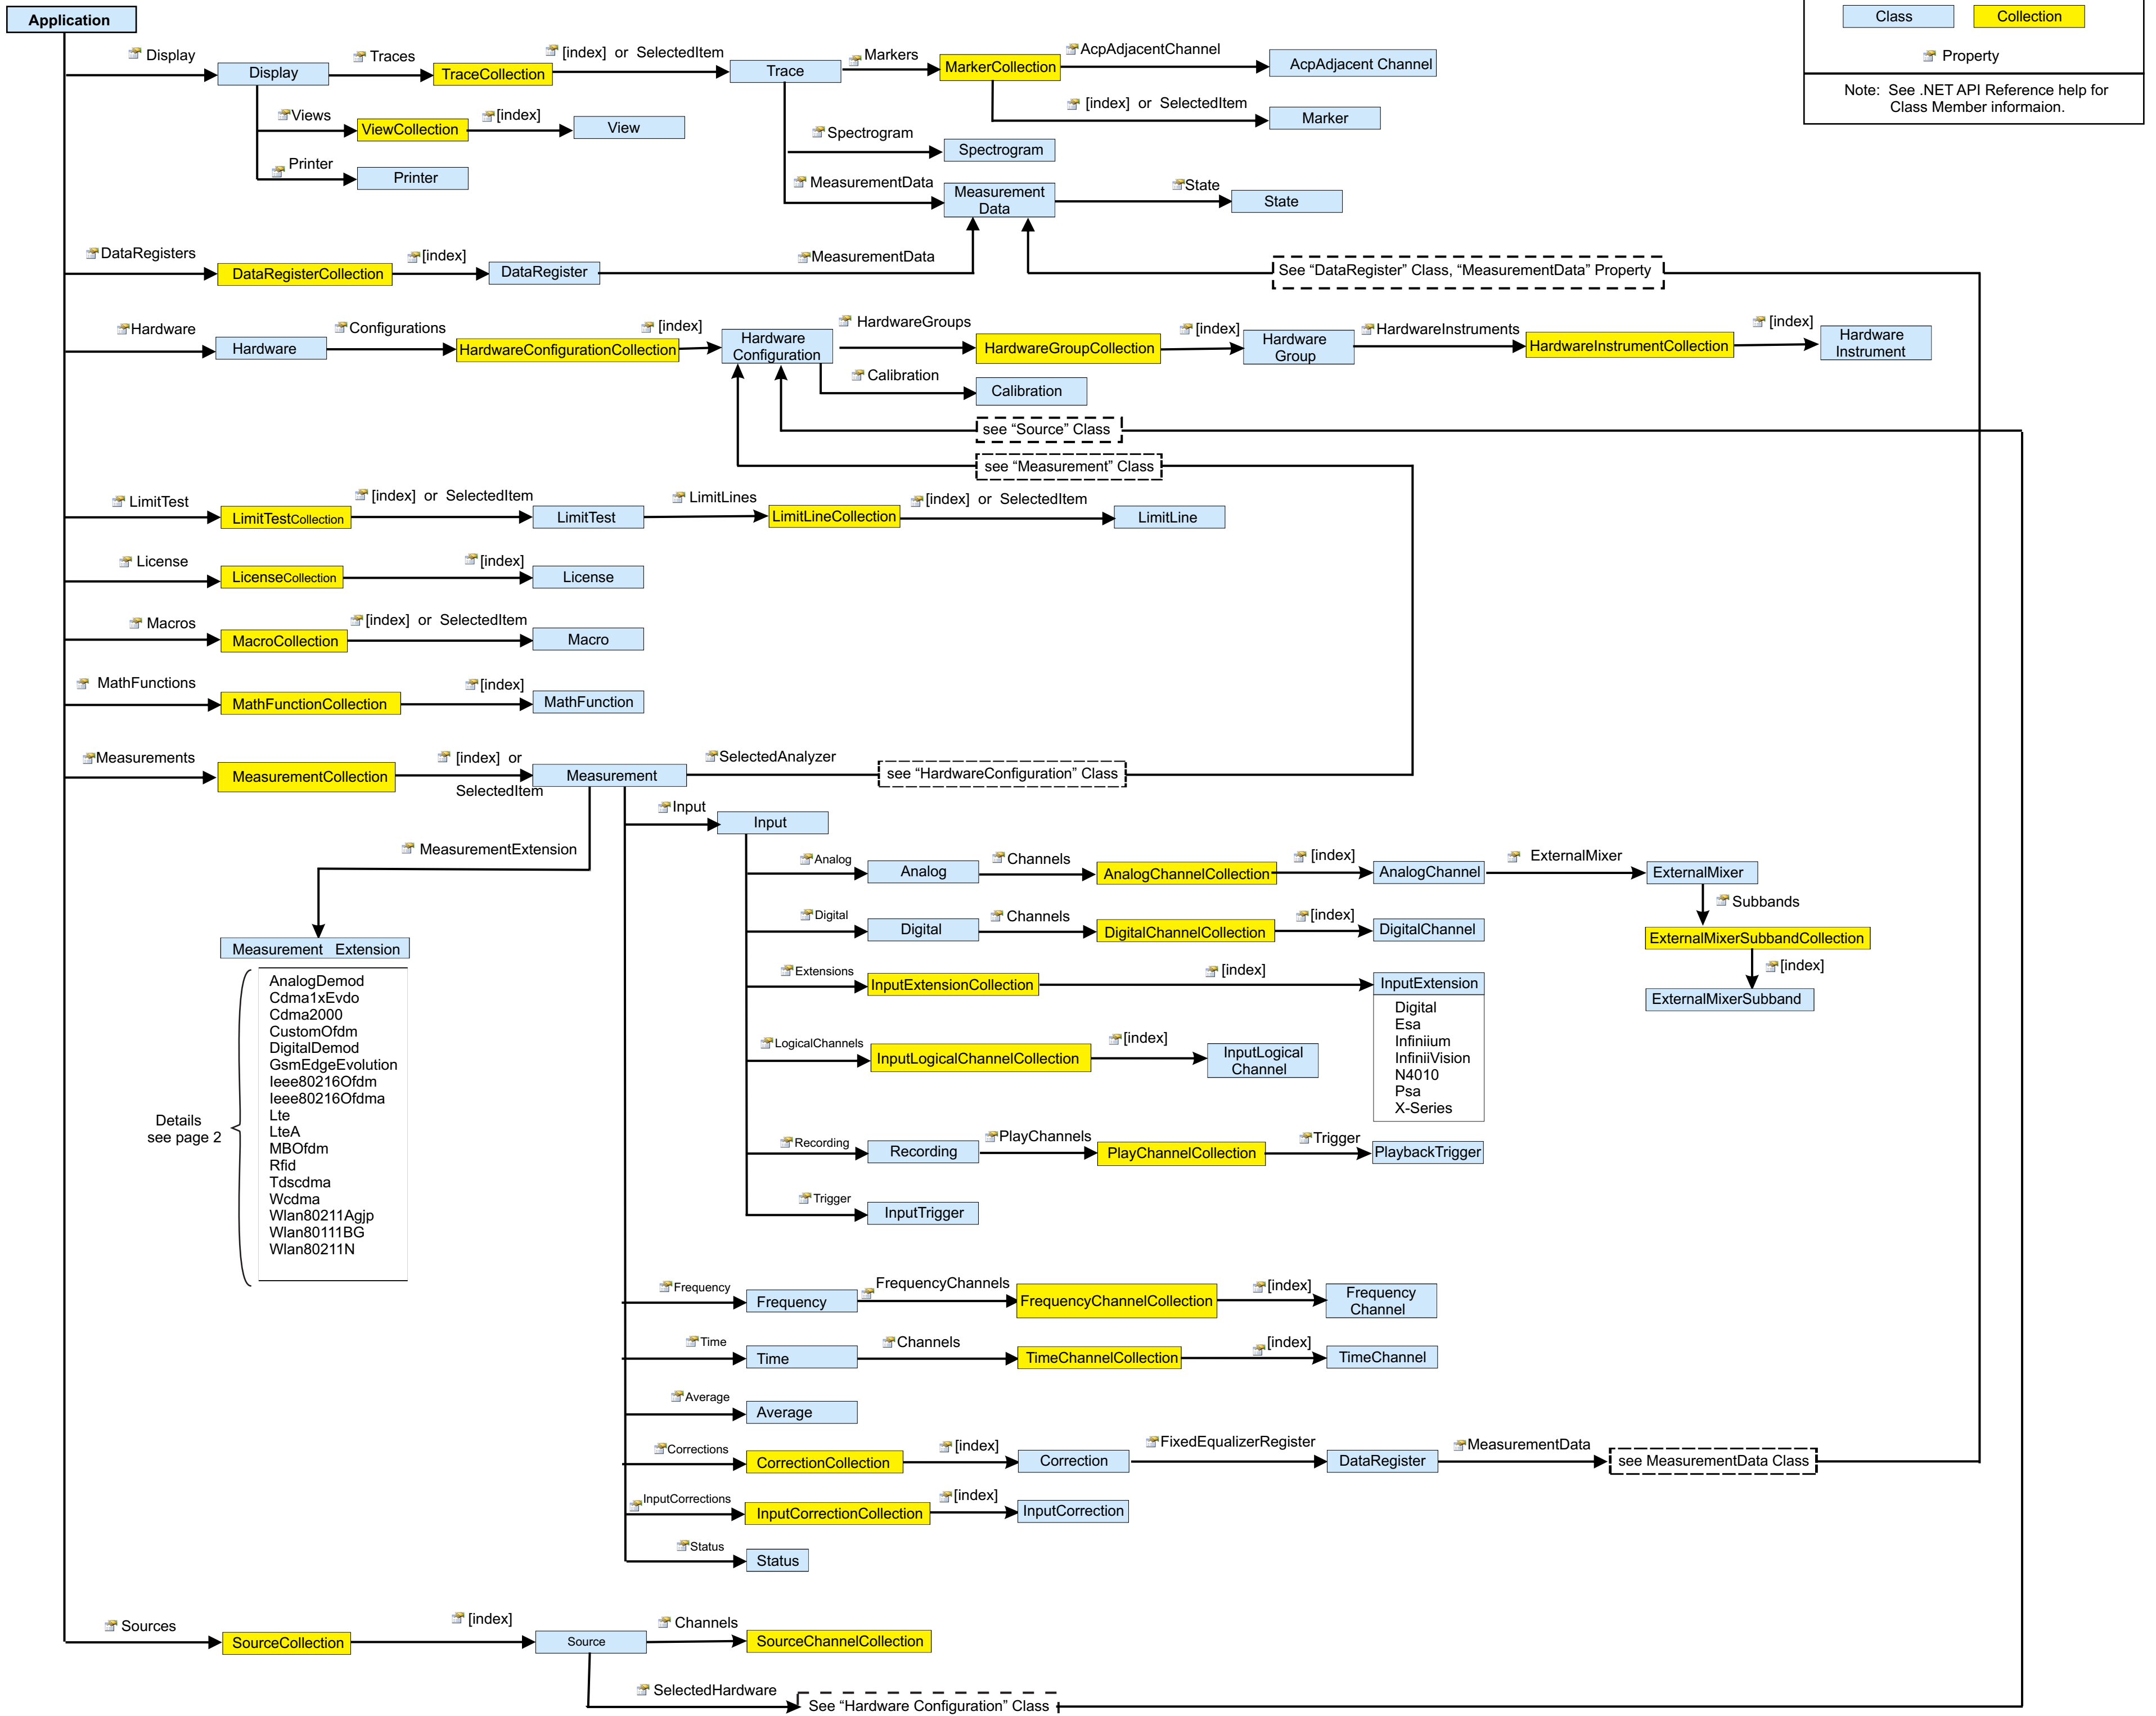 Application
Class
Collection
Property
Note: See .NET API Reference help for
Class Member informaion.
Display
Display
Traces
TraceCollection
[index] or SelectedItem
Trace
Markers
MarkerCollection
AcpAdjacentChannel
AcpAdjacent Channel
[index] or SelectedItem
Marker
Views
ViewCollection
[index]
View
Spectrogram
Spectrogram
Printer
Printer
MeasurementData
Measurement
Data
State
State
DataRegisters
DataRegisterCollection
[index]
DataRegister
MeasurementData
See “DataRegister” Class, “MeasurementData” Property
Hardware
Hardware
Configurations
HardwareConfigurationCollection
[index]
Hardware
Configuration
HardwareGroups
HardwareGroupCollection
[index]
Hardware
Group
HardwareInstruments
HardwareInstrumentCollection
[index]
Hardware
Instrument
Calibration
Calibration
see “Source” Class
see “Measurement” Class
LimitTest
LimitTestCollection
[index] or SelectedItem
LimitTest
LimitLines
LimitLineCollection
[index] or SelectedItem
LimitLine
License
LicenseCollection
[index]
License
Macros
MacroCollection
[index] or SelectedItem
Macro
MathFunctions
MathFunctionCollection
[index]
MathFunction
Measurements
MeasurementCollection
[index] or
SelectedItem
Measurement
SelectedAnalyzer
see “HardwareConfiguration” Class
Input
Input
MeasurementExtension
Measurement Extension
AnalogDemod
Cdma1xEvdo
Cdma2000
CustomOfdm
DigitalDemod
GsmEdgeEvolution
Ieee80216Ofdm
Ieee80216Ofdma
Lte
LteA
MBOfdm
Rfid
Tdscdma
Wcdma
Wlan80211Agjp
Wlan80111BG
Wlan80211N
Details
see page 2
Analog
Analog
Channels
AnalogChannelCollection
[index]
AnalogChannel
ExternalMixer
ExternalMixer
Subbands
ExternalMixerSubbandCollection
[index]
ExternalMixerSubband
Digital
Digital
Channels
DigitalChannelCollection
[index]
DigitalChannel
Extensions
InputExtensionCollection
[index]
InputExtension
Digital
Esa
Infiniium
InfiniiVision
N4010
Psa
X-Series
LogicalChannels
InputLogicalChannelCollection
[index]
InputLogical
Channel
Recording
Recording
PlayChannels
PlayChannelCollection
Trigger
PlaybackTrigger
Trigger
InputTrigger
Frequency
Frequency
FrequencyChannels
FrequencyChannelCollection
[index]
Frequency
Channel
Time
Time
Channels
TimeChannelCollection
[index]
TimeChannel
Average
Average
Corrections
CorrectionCollection
[index]
Correction
FixedEqualizerRegister
DataRegister
MeasurementData
see MeasurementData Class
InputCorrections
InputCorrectionCollection
[index]
InputCorrection
Status
Status
Sources
SourceCollection
[index]
Source
Channels
SourceChannelCollection
SelectedHardware
See “Hardware Configuration” Class